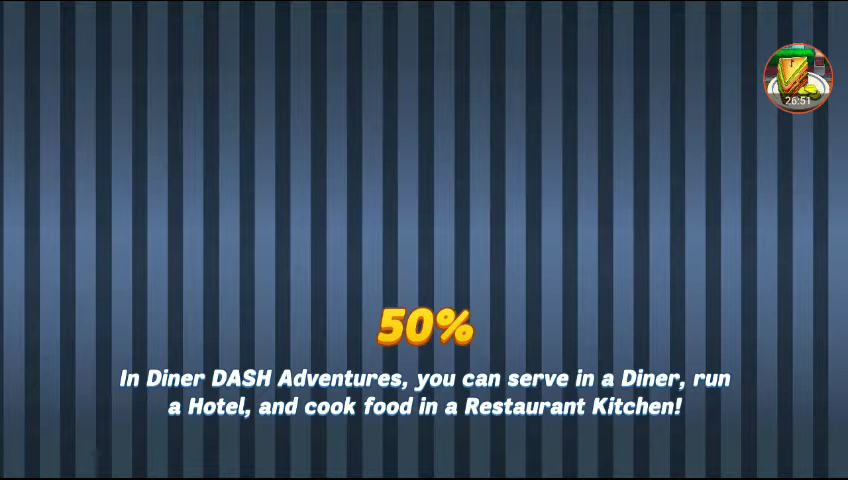 26:51
50%
In Diner DASH Adventures, you can serve in a Diner, run
a Hotel, and cook food in a Restaurant Kitchen!